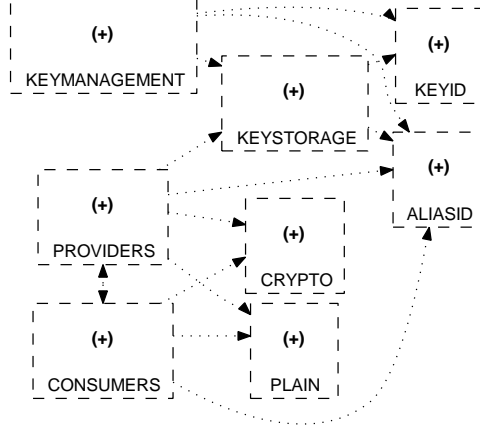 (+)
KEYMANAGEMENT
(+)
KEYID
(+)
KEYSTORAGE
(+)
ALIASID
(+)
PROVIDERS
(+)
CRYPTO
(+)
CONSUMERS
(+)
PLAIN